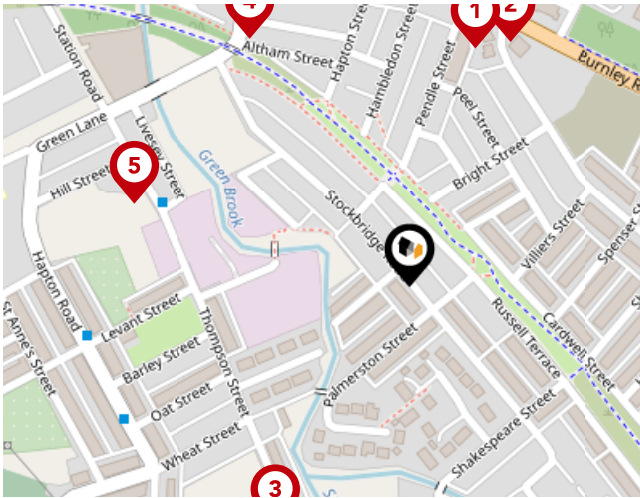 4
1
2
Station Road
Altham Street
Hapton St
Hambledon Street
Pendle Street
Burnley R
Peel Street
Green Lane
Livesey Street
5
Green Brook
Bright Street
Hill Street
Stockbridge
Villiers Street
Spenser S
Hapton Road
St Anne's Street
Levant Street
Thompson Street
Russell Terrace
Cardwell Street
Barley Street
Palmerston Street
Oat Street
Wheat Street
Shakespeare Street
3